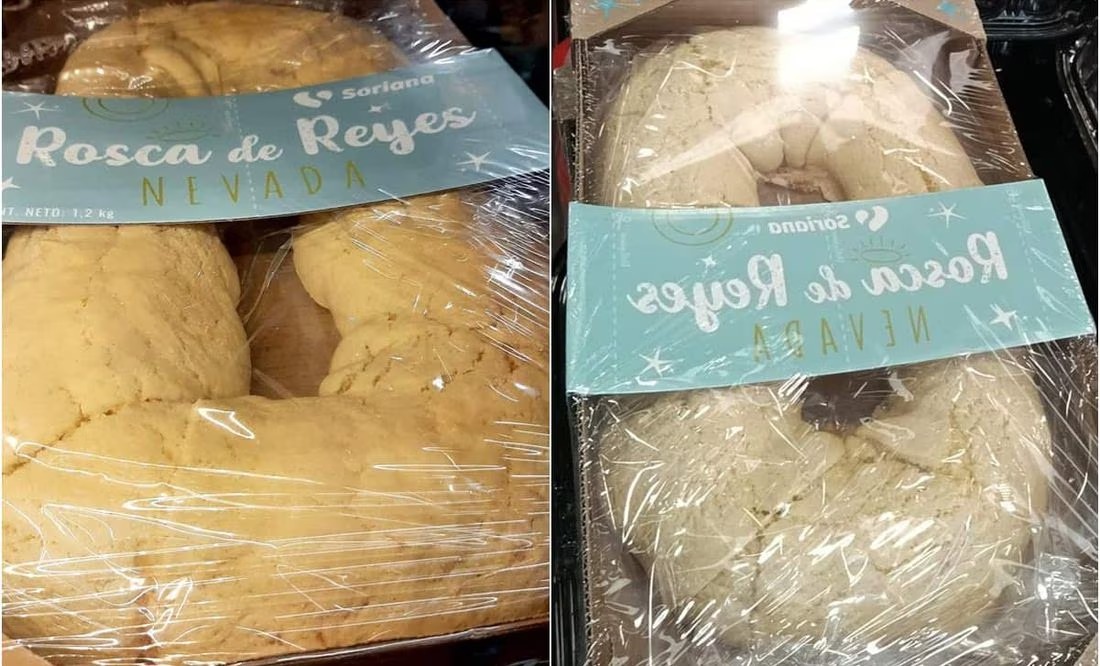 Soriana
Rosca de Reyes
NEVADA
NT. NETO: 1,2 kg
Soriana
Rosca de Reyes
NEVADA